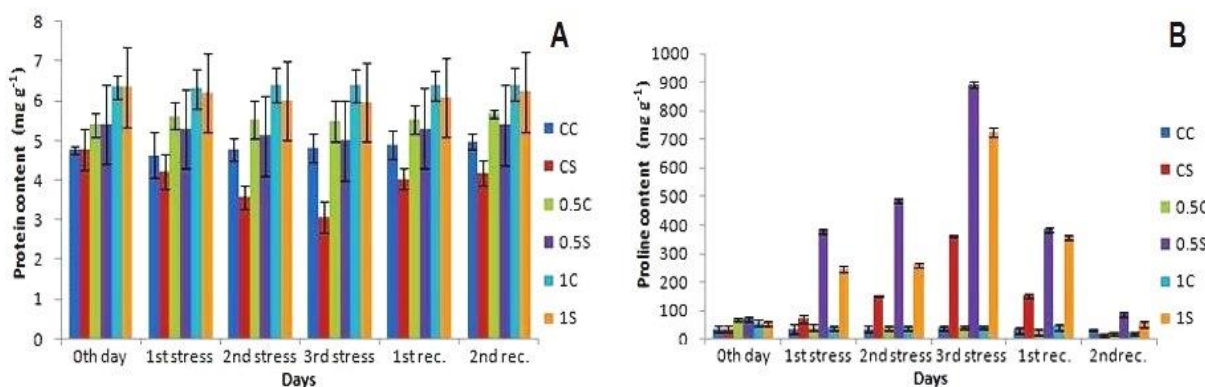 A
Protein content (mg g⁻¹)
8
7
6
5
4
3
2
1
0
0th day 1st stress 2nd stress 3rd stress 1st rec. 2nd rec.
Days
CC
CS
0.5C
0.5S
1C
1S
B
Proline content (mg g⁻¹)
1000
900
800
700
600
500
400
300
200
100
0
0th day 1st stress 2nd stress 3rd stress 1st rec. 2nd rec.
Days
CC
CS
0.5C
0.5S
1C
1S